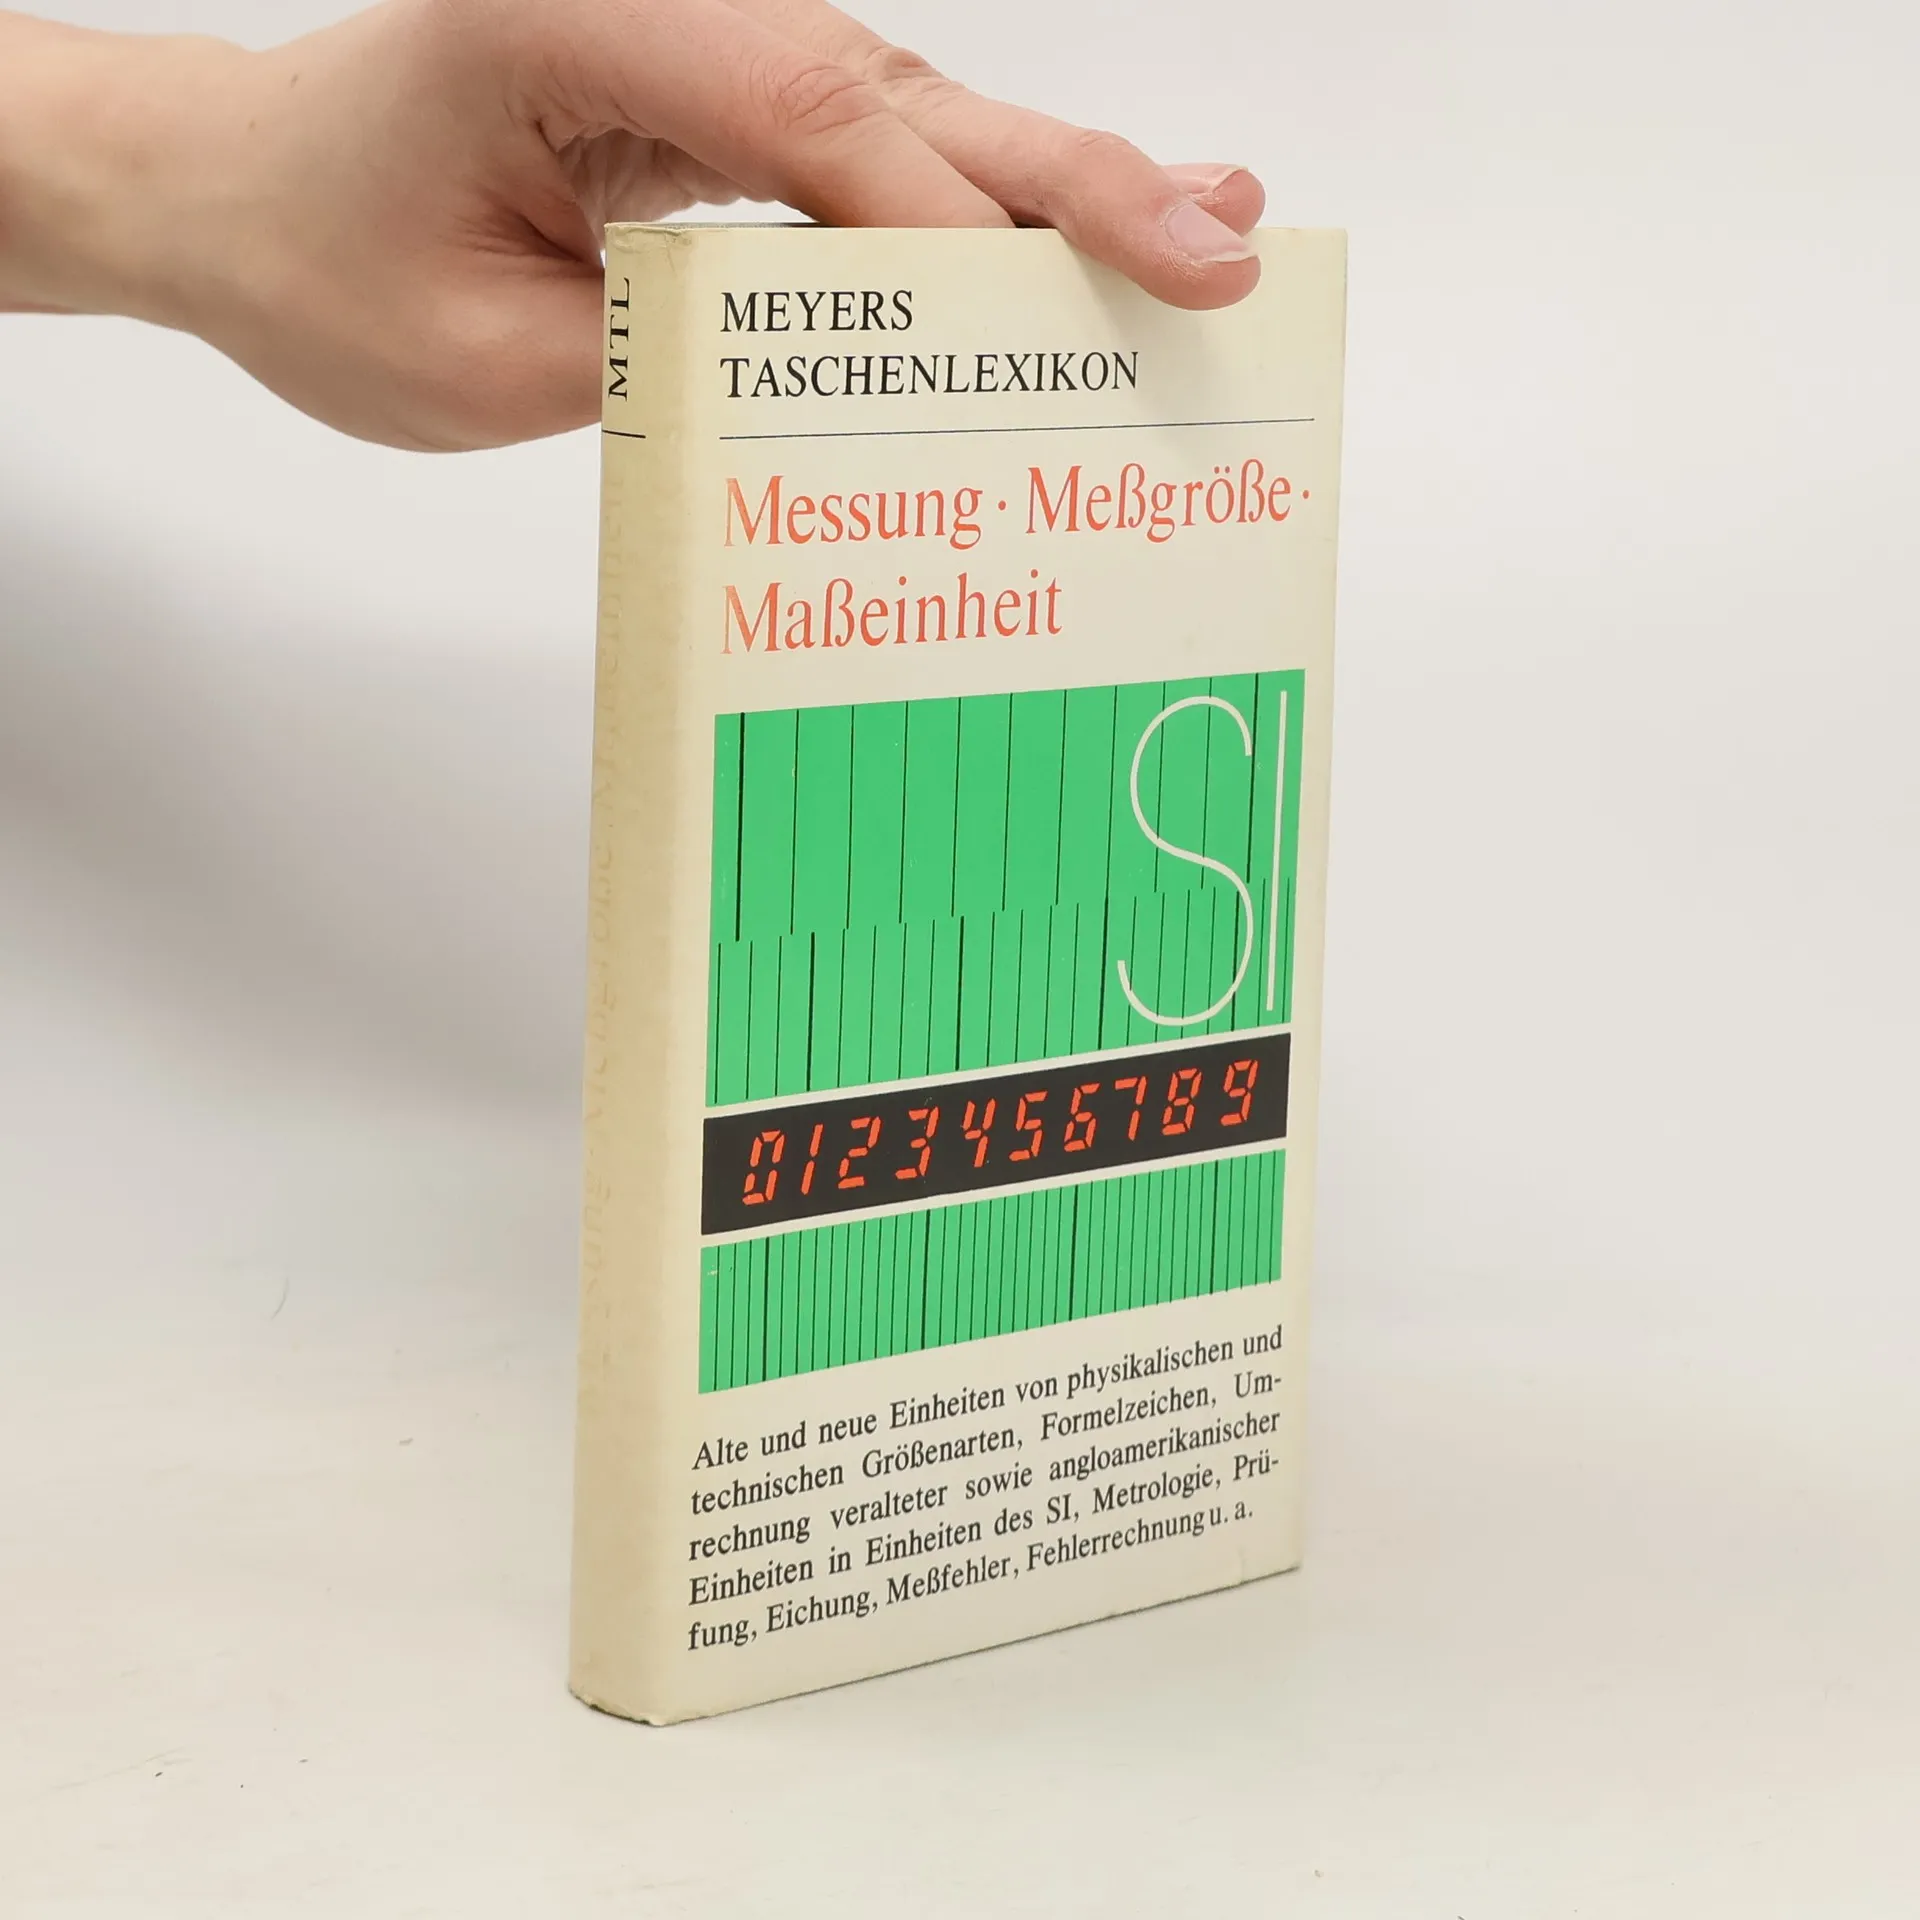 MTL
MEYERS
TASCHENLEXIKON
Messung · Meßgröße ·
Maßeinheit
SI
0123456789
Alte und neue Einheiten von physikalischen und
technischen Größenarten, Formelzeichen, Um-
rechnung veralteter sowie angloamerikanischer
Einheiten in Einheiten des SI, Metrologie, Prü-
fung, Eichung, Meßfehler, Fehlerrechnung u. a.